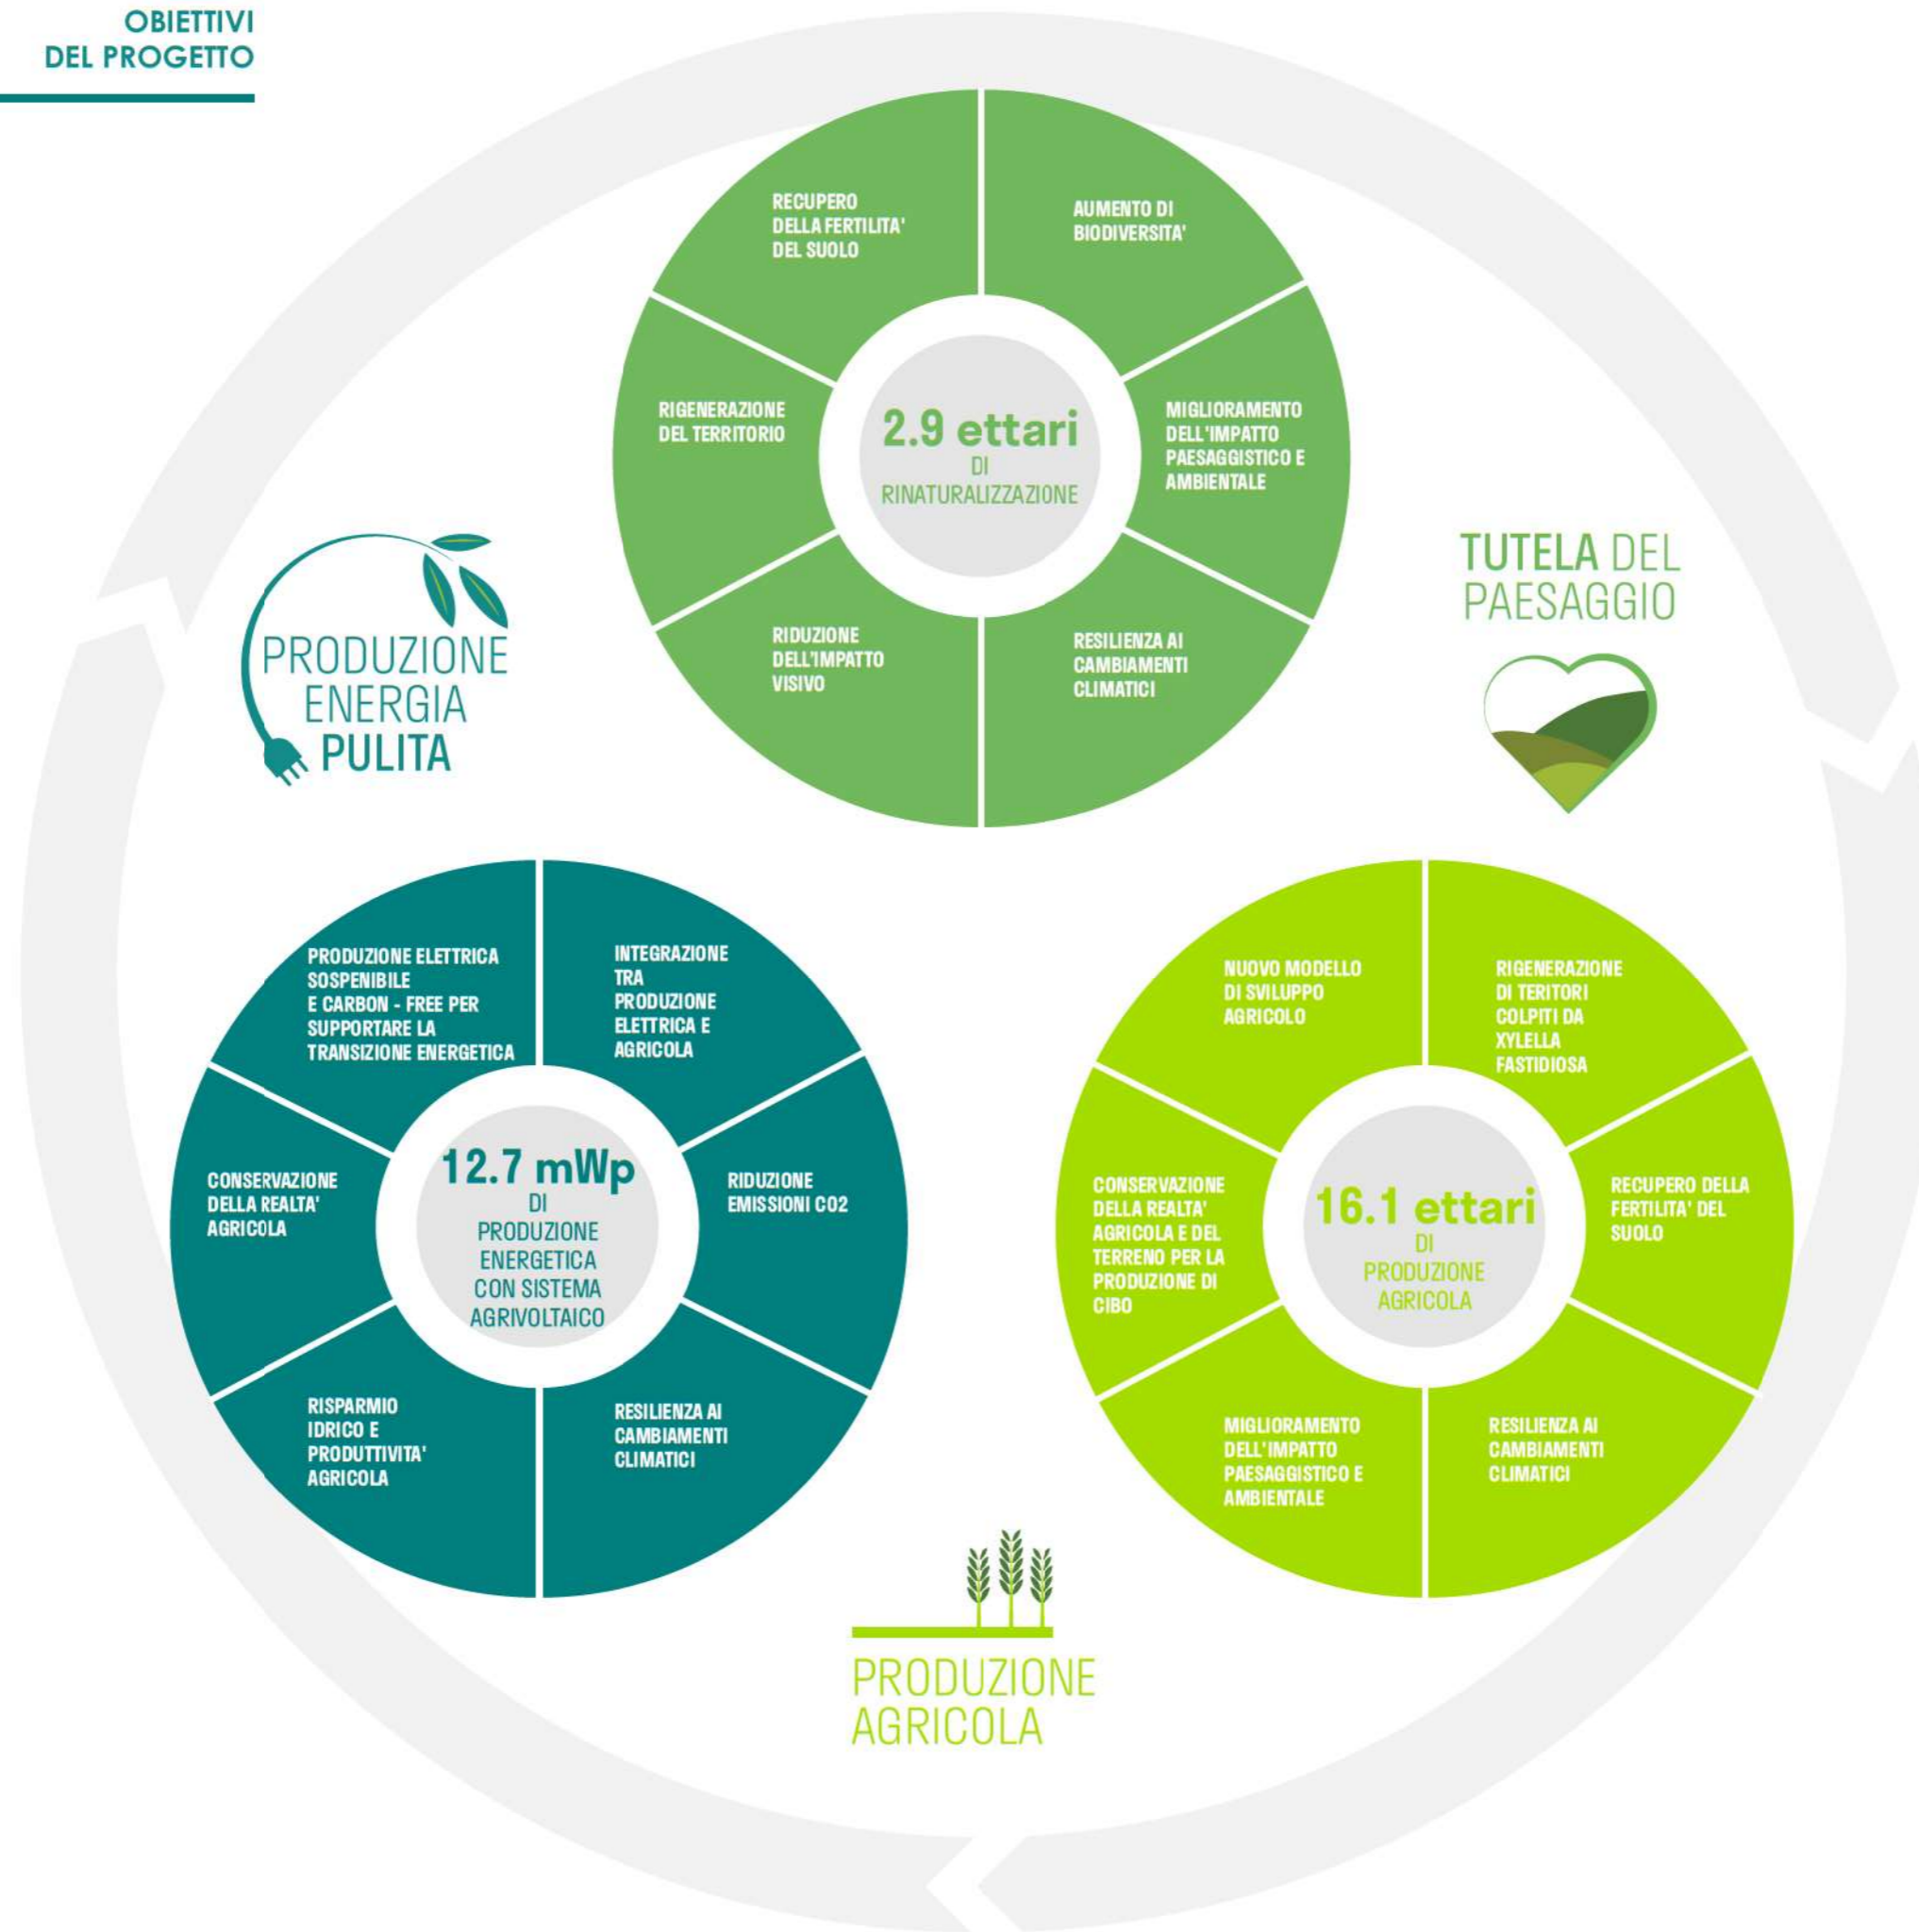 OBIETTIVI
DEL PROGETTO
RECUPERO
DELLA FERTILITA'
DEL SUOLO
AUMENTO DI
BIODIVERSITA'
RIGENERAZIONE
DEL TERRITORIO
2.9 ettari
DI
RINATURALIZZAZIONE
MIGLIORAMENTO
DELL'IMPATTO
PAESAGGISTICO E
AMBIENTALE
RIDUZIONE
DELL'IMPATTO
VISIVO
RESILIENZA AI
CAMBIAMENTI
CLIMATICI
PRODUZIONE
ENERGIA
PULITA
TUTELA DEL
PAESAGGIO
PRODUZIONE ELETTRICA
SOSPENIBILE
E CARBON - FREE PER
SUPPORTARE LA
TRANSIZIONE ENERGETICA
INTEGRAZIONE
TRA
PRODUZIONE
ELETTRICA E
AGRICOLA
CONSERVAZIONE
DELLA REALTA'
AGRICOLA
12.7 mWp
DI
PRODUZIONE
ENERGETICA
CON SISTEMA
AGRIVOLTAICO
RIDUZIONE
EMISSIONI CO2
RISPARMIO
IDRICO E
PRODUTTIVITA'
AGRICOLA
RESILIENZA AI
CAMBIAMENTI
CLIMATICI
NUOVO MODELLO
DI SVILUPPO
AGRICOLO
RIGENERAZIONE
DI TERITORI
COLPITI DA
XYLELLA
FASTIDIOSA
CONSERVAZIONE
DELLA REALTA'
AGRICOLA E DEL
TERRENO PER LA
PRODUZIONE DI
CIBO
16.1 ettari
DI
PRODUZIONE
AGRICOLA
RECUPERO DELLA
FERTILITA' DEL
SUOLO
MIGLIORAMENTO
DELL'IMPATTO
PAESAGGISTICO E
AMBIENTALE
RESILIENZA AI
CAMBIAMENTI
CLIMATICI
PRODUZIONE
AGRICOLA